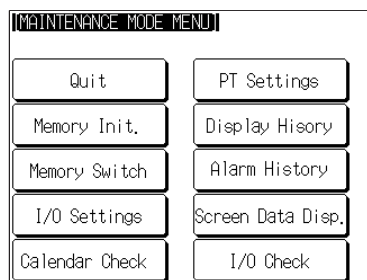 [MAINTENANCE MODE MENU]
Quit
PT Settings
Memory Init.
Display Hisory
Memory Switch
Alarm History
I/O Settings
Screen Data Disp.
Calendar Check
I/O Check